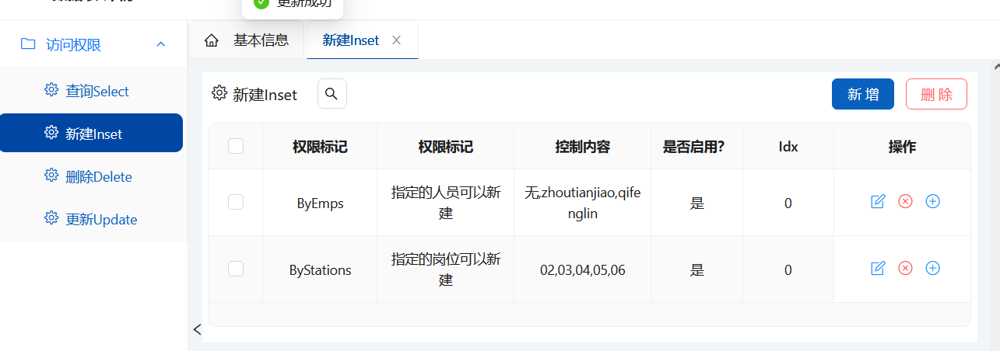 更新成功
访问权限
基本信息
新建Inset
查询Select
新建Inset
删除Delete
更新Update
新建Inset
新 增
删 除
权限标记
权限标记
控制内容
是否启用？
Idx
操作
ByEmps
指定的人员可以新
建
无,zhoutianjiao,qife
nglin
是
0
ByStations
指定的岗位可以新
建
02,03,04,05,06
是
0